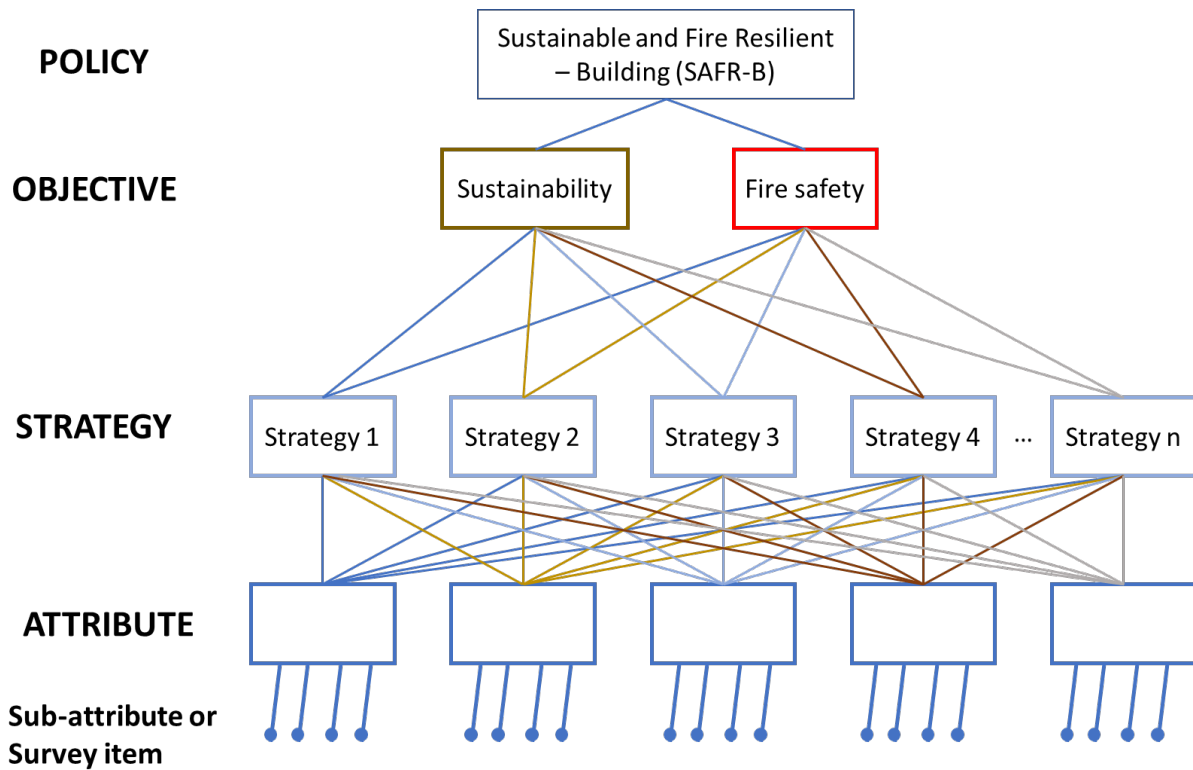 POLICY
Sustainable and Fire Resilient
– Building (SAFR-B)
OBJECTIVE
Sustainability
Fire safety
STRATEGY
Strategy 1
Strategy 2
Strategy 3
Strategy 4
...
Strategy n
ATTRIBUTE
Sub-attribute or
Survey item